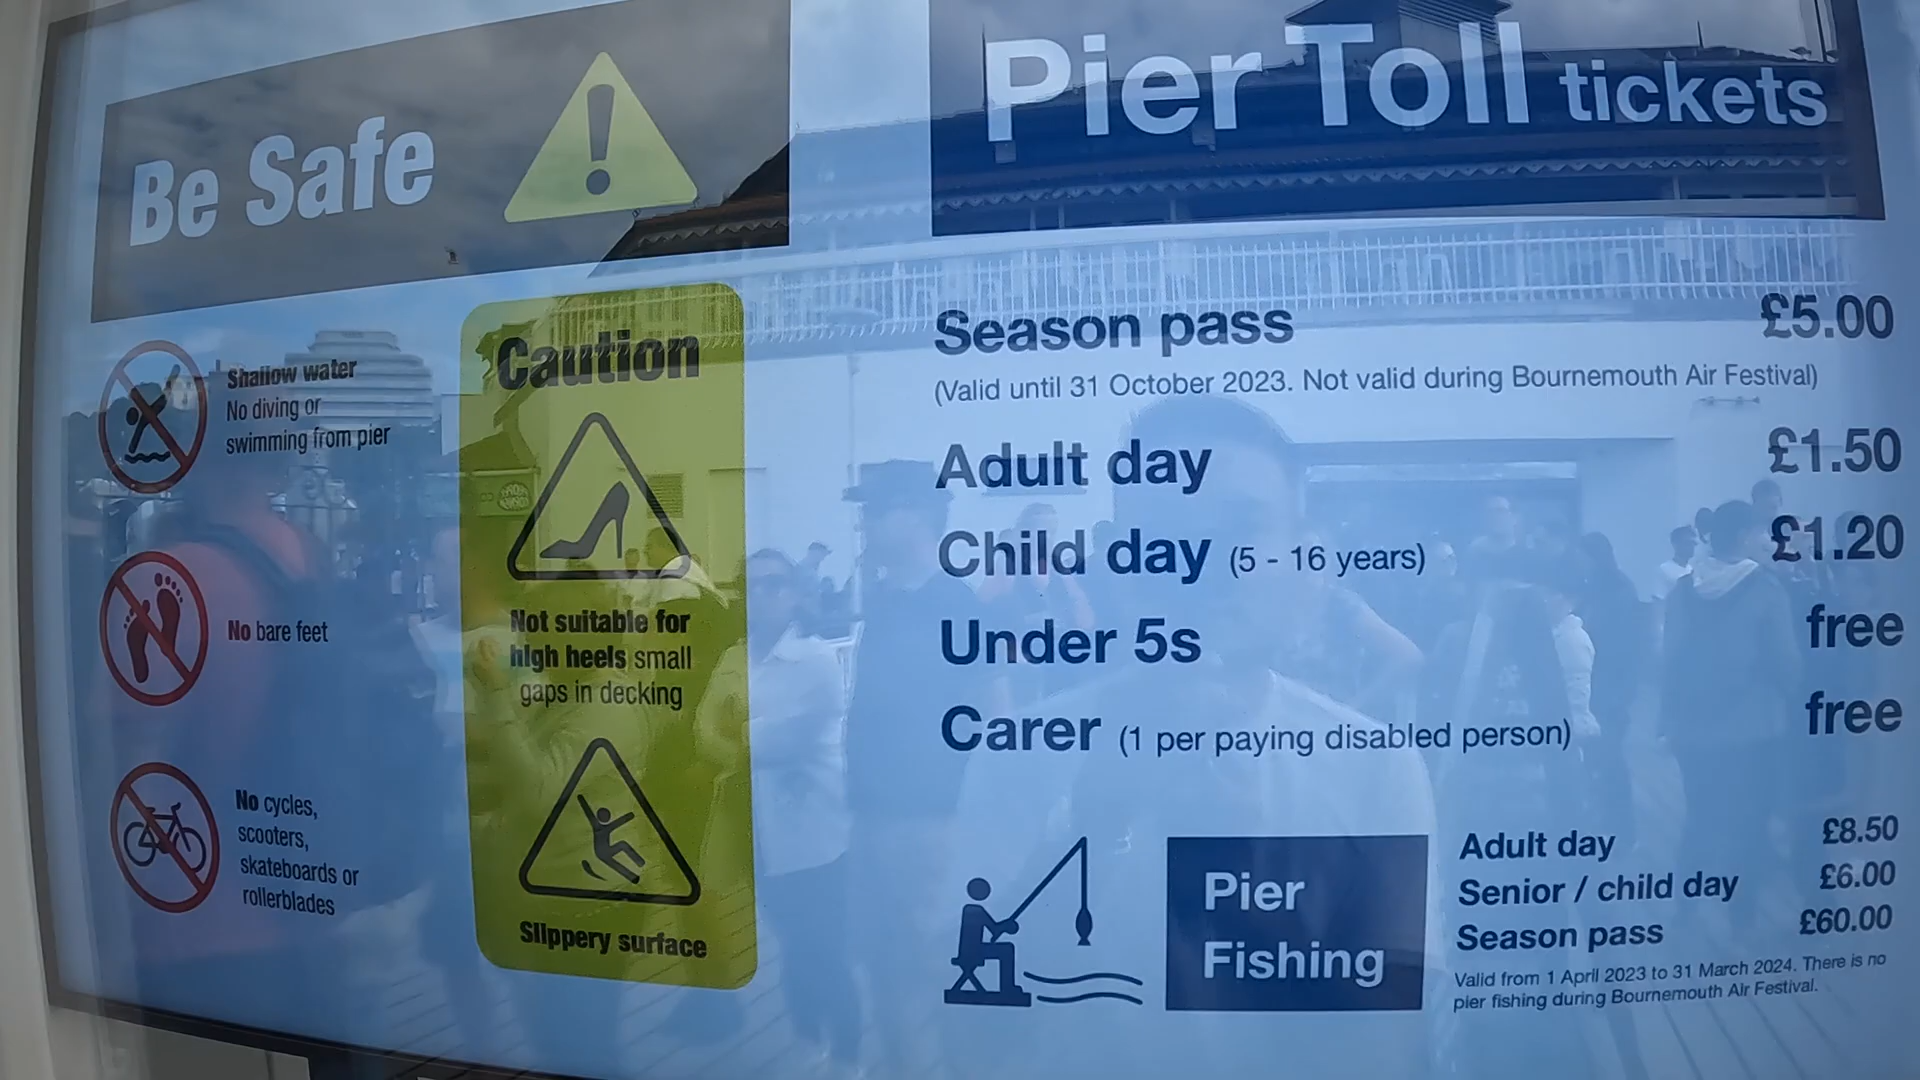 Be Safe
Shallow water
No diving or
swimming from pier
No bare feet
No cycles,
scooters,
skateboards or
rollerblades
Caution
Not suitable for
high heels small
gaps in decking
Slippery surface
Pier Toll tickets
Season pass £5.00
(Valid until 31 October 2023. Not valid during Bournemouth Air Festival)
Adult day £1.50
Child day (5 - 16 years) £1.20
Under 5s free
Carer (1 per paying disabled person) free
Pier
Fishing
Adult day £8.50
Senior / child day £6.00
Season pass £60.00
Valid from 1 April 2023 to 31 March 2024. There is no
pier fishing during Bournemouth Air Festival.